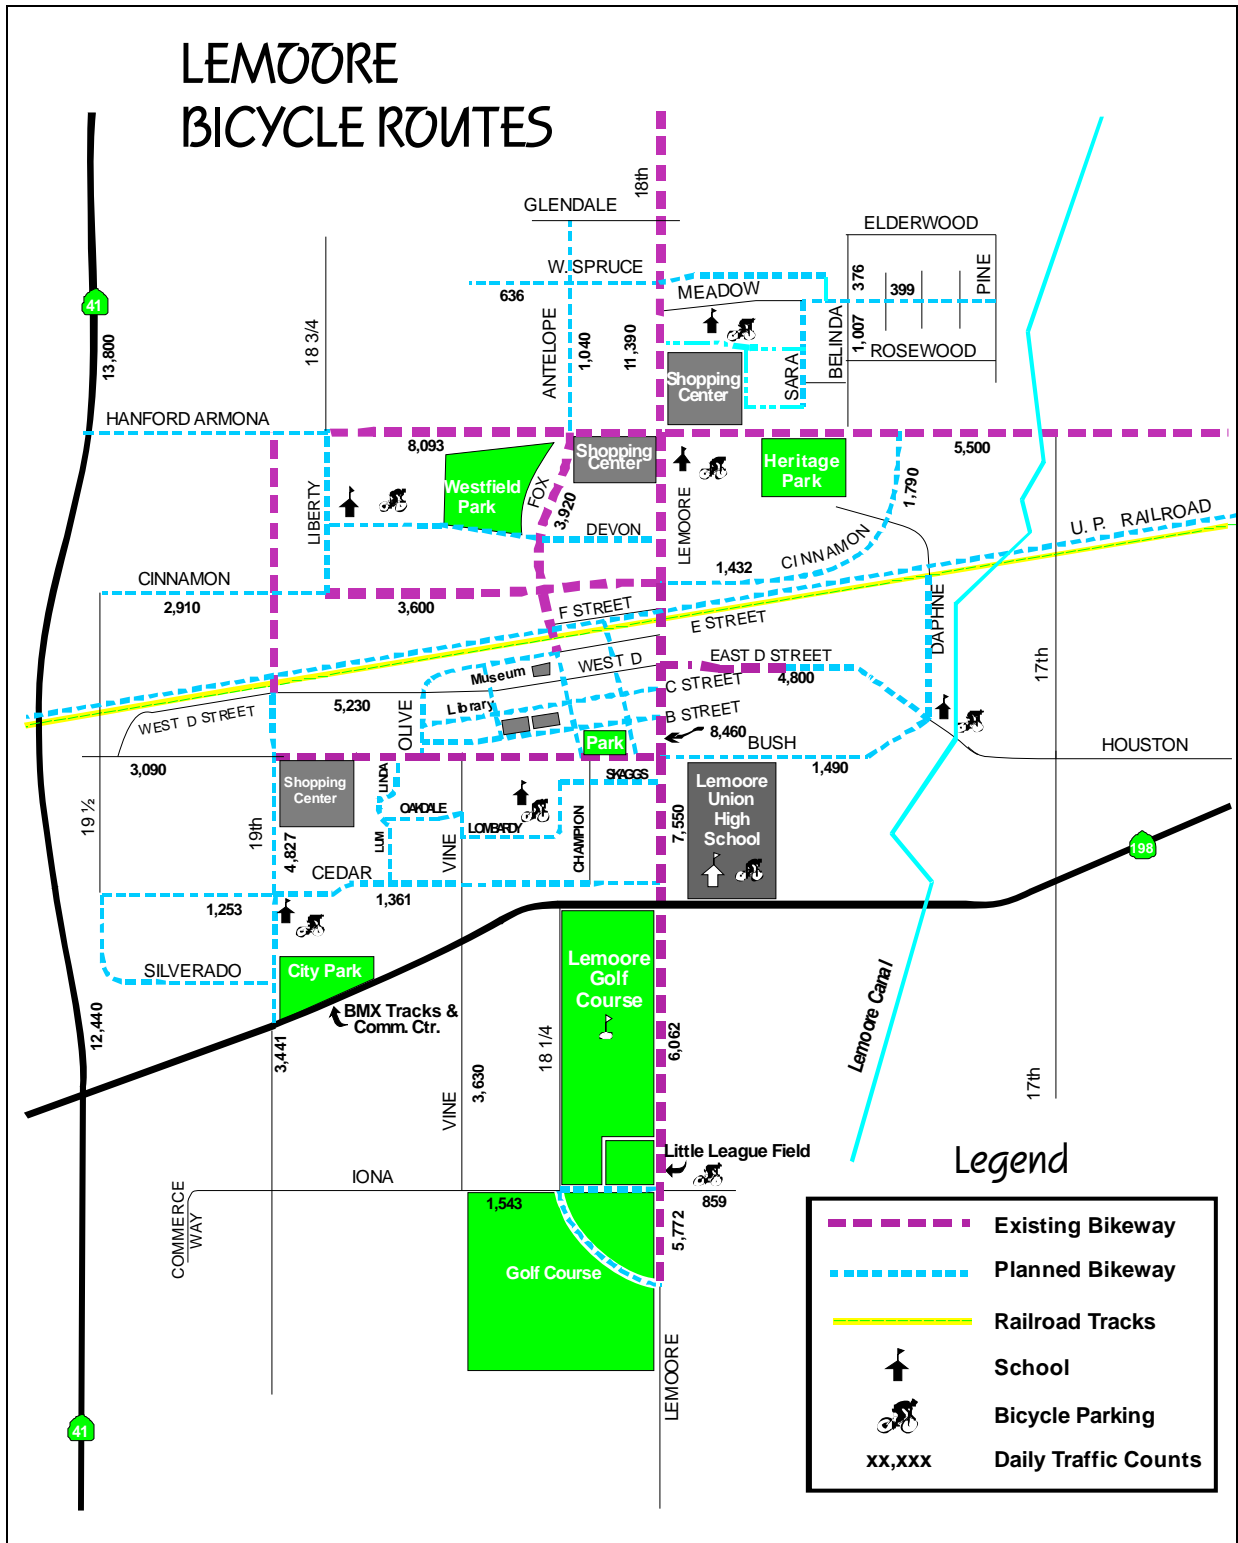 LEMOORE
BICYCLE ROUTES
18th
GLENDALE
ELDERWOOD
W. SPRUCE
636
MEADOW
376
399
PINE
41
13,800
18 3/4
ANTELOPE
1,040
11,390
BELINDA
1,007
ROSEWOOD
SARA
Shopping
Center
HANFORD ARMONA
8,093
5,500
Shopping
Center
Heritage
Park
Westfield
Park
FOX
3,920
1,790
LIBERTY
DEVON
LEMOORE
CINNAMON
U. P. RAILROAD
1,432
CINNAMON
2,910
3,600
F STREET
E STREET
DAPHNE
17th
WEST D
EAST D STREET
4,800
Museum
C STREET
5,230
WEST D STREET
OLIVE
Library
B STREET
8,460
Park
BUSH
HOUSTON
3,090
1,490
Shopping
Center
LINDA
SKAGGS
Lemoore
Union
High
School
19 ½
OAKDALE
LOMBARDY
CHAMPION
7,550
19th
4,827
LUM
VINE
198
CEDAR
1,253
1,361
SILVERADO
City Park
Lemoore
Golf
Course
BMX Tracks &
Comm. Ctr.
12,440
3,441
18 1/4
6,062
Lemoore Canal
3,630
VINE
17th
Little League Field
IONA
1,543
859
COMMERCE
WAY
5,772
Golf Course
LEMOORE
41
Legend
Existing Bikeway
Planned Bikeway
Railroad Tracks
School
Bicycle Parking
xx,xxx Daily Traffic Counts